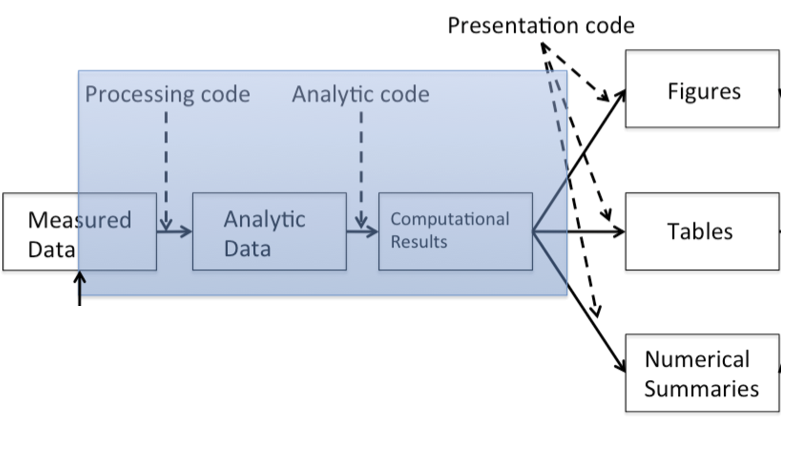 Presentation code
Processing code
Analytic code
Figures
Measured
Data
Analytic
Data
Computational
Results
Tables
Numerical
Summaries